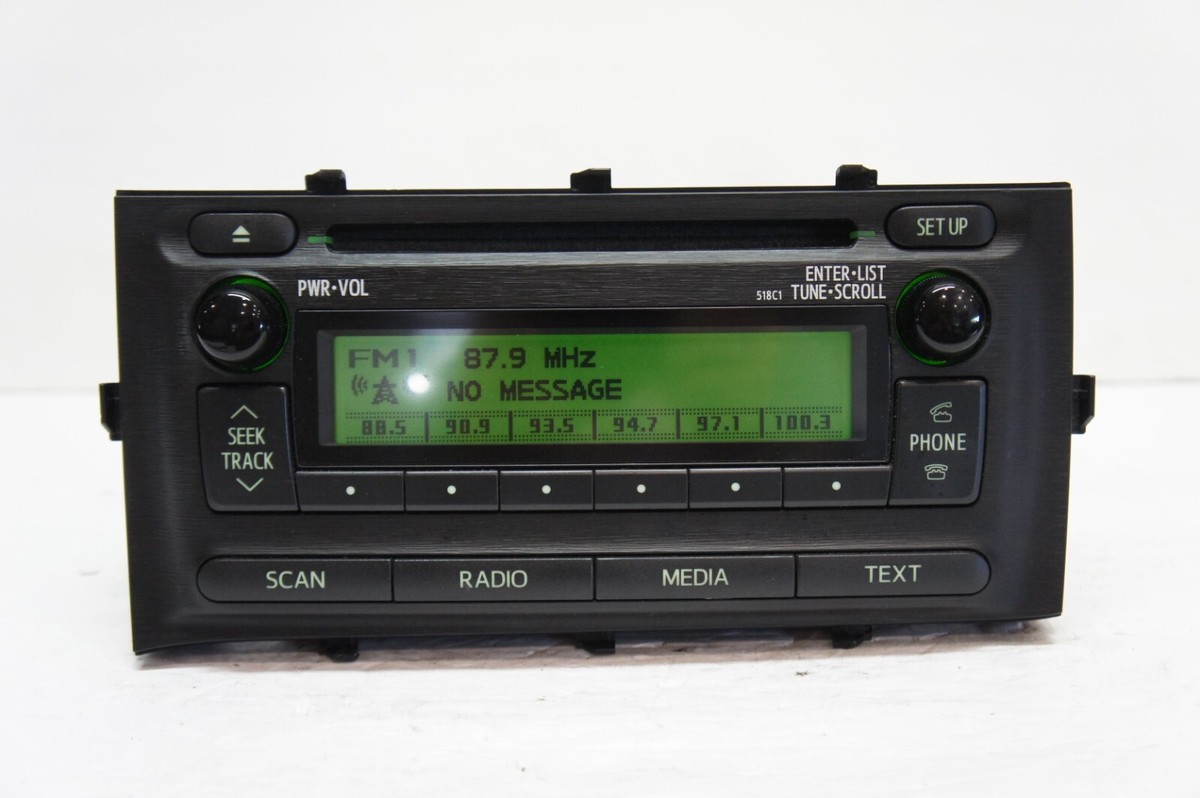 SET UP
PWR•VOL
ENTER•LIST
518C1 TUNE•SCROLL
FM1 87.9 MHz
NO MESSAGE
88.5 90.9 93.5 94.7 97.1 100.3
SEEK
TRACK
PHONE
SCAN RADIO MEDIA TEXT